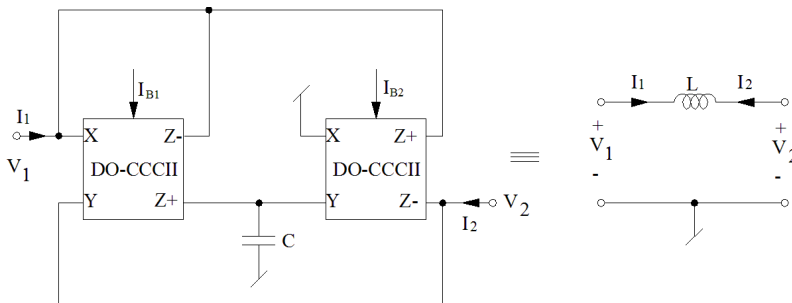 I1
V1
IB1
X
Z-
DO-CCCII
Y
Z+
C
IB2
X
Z+
DO-CCCII
Y
Z-
I2
V2
I1
L
I2
+
V1
-
+
V2
-